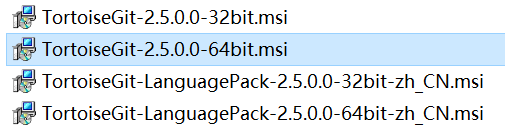 TortoiseGit-2.5.0.0-32bit.msi
TortoiseGit-2.5.0.0-64bit.msi
TortoiseGit-LanguagePack-2.5.0.0-32bit-zh_CN.msi
TortoiseGit-LanguagePack-2.5.0.0-64bit-zh_CN.msi